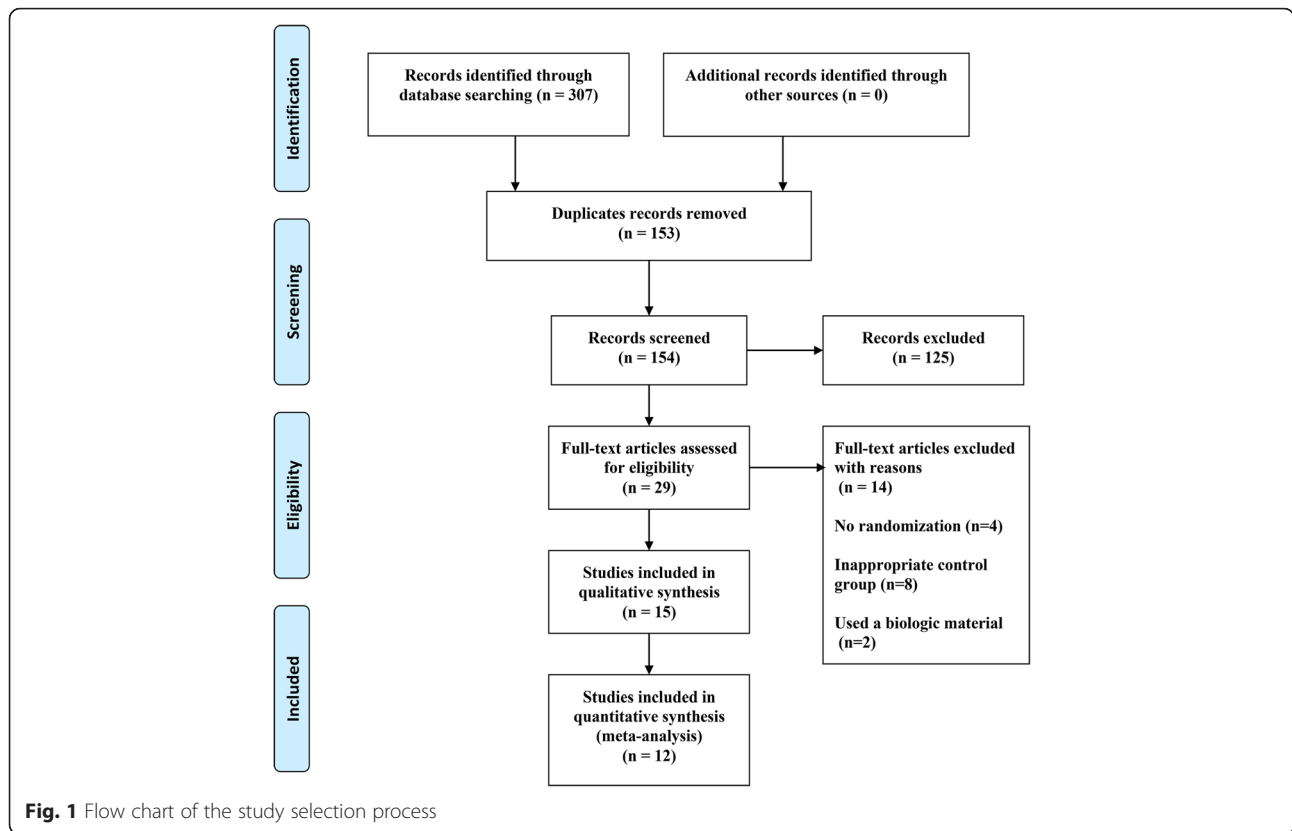 Identification
Records identified through
database searching (n = 307)
Additional records identified through
other sources (n = 0)
Duplicates records removed
(n = 153)
Screening
Records screened
(n = 154)
Records excluded
(n = 125)
Eligibility
Full-text articles assessed
for eligibility
(n = 29)
Full-text articles excluded
with reasons
(n = 14)
No randomization (n=4)
Inappropriate control
group (n=8)
Used a biologic material
(n=2)
Studies included in
qualitative synthesis
(n = 15)
Included
Studies included in
quantitative synthesis
(meta-analysis)
(n = 12)
Fig. 1 Flow chart of the study selection process